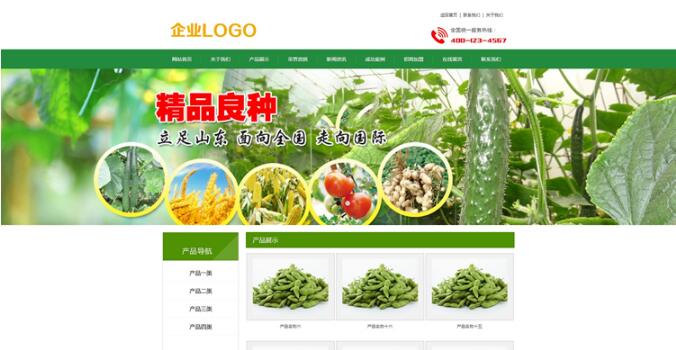 返回首页 | 联系我们 | 关于我们
企业LOGO
全国统一服务热线：
400-123-4567
网站首页 关于我们 产品展示 荣誉资质 新闻资讯 成功案例 招商加盟 在线留言 联系我们
精品良种
立足山东 面向全国 走向国际
产品导航
产品展示
产品一类
产品二类
产品三类
产品四类
产品名称六 产品名称十六 产品名称十五